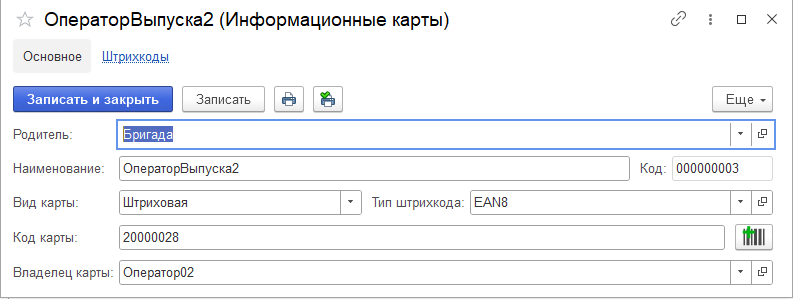 ОператорВыпуска2 (Информационные карты)
Основное Штрихкоды
Записать и закрыть Записать Еще
Родитель: Бригада
Наименование: ОператорВыпуска2 Код: 000000003
Вид карты: Штриховая Тип штрихкода: EAN8
Код карты: 20000028
Владелец карты: Оператор02